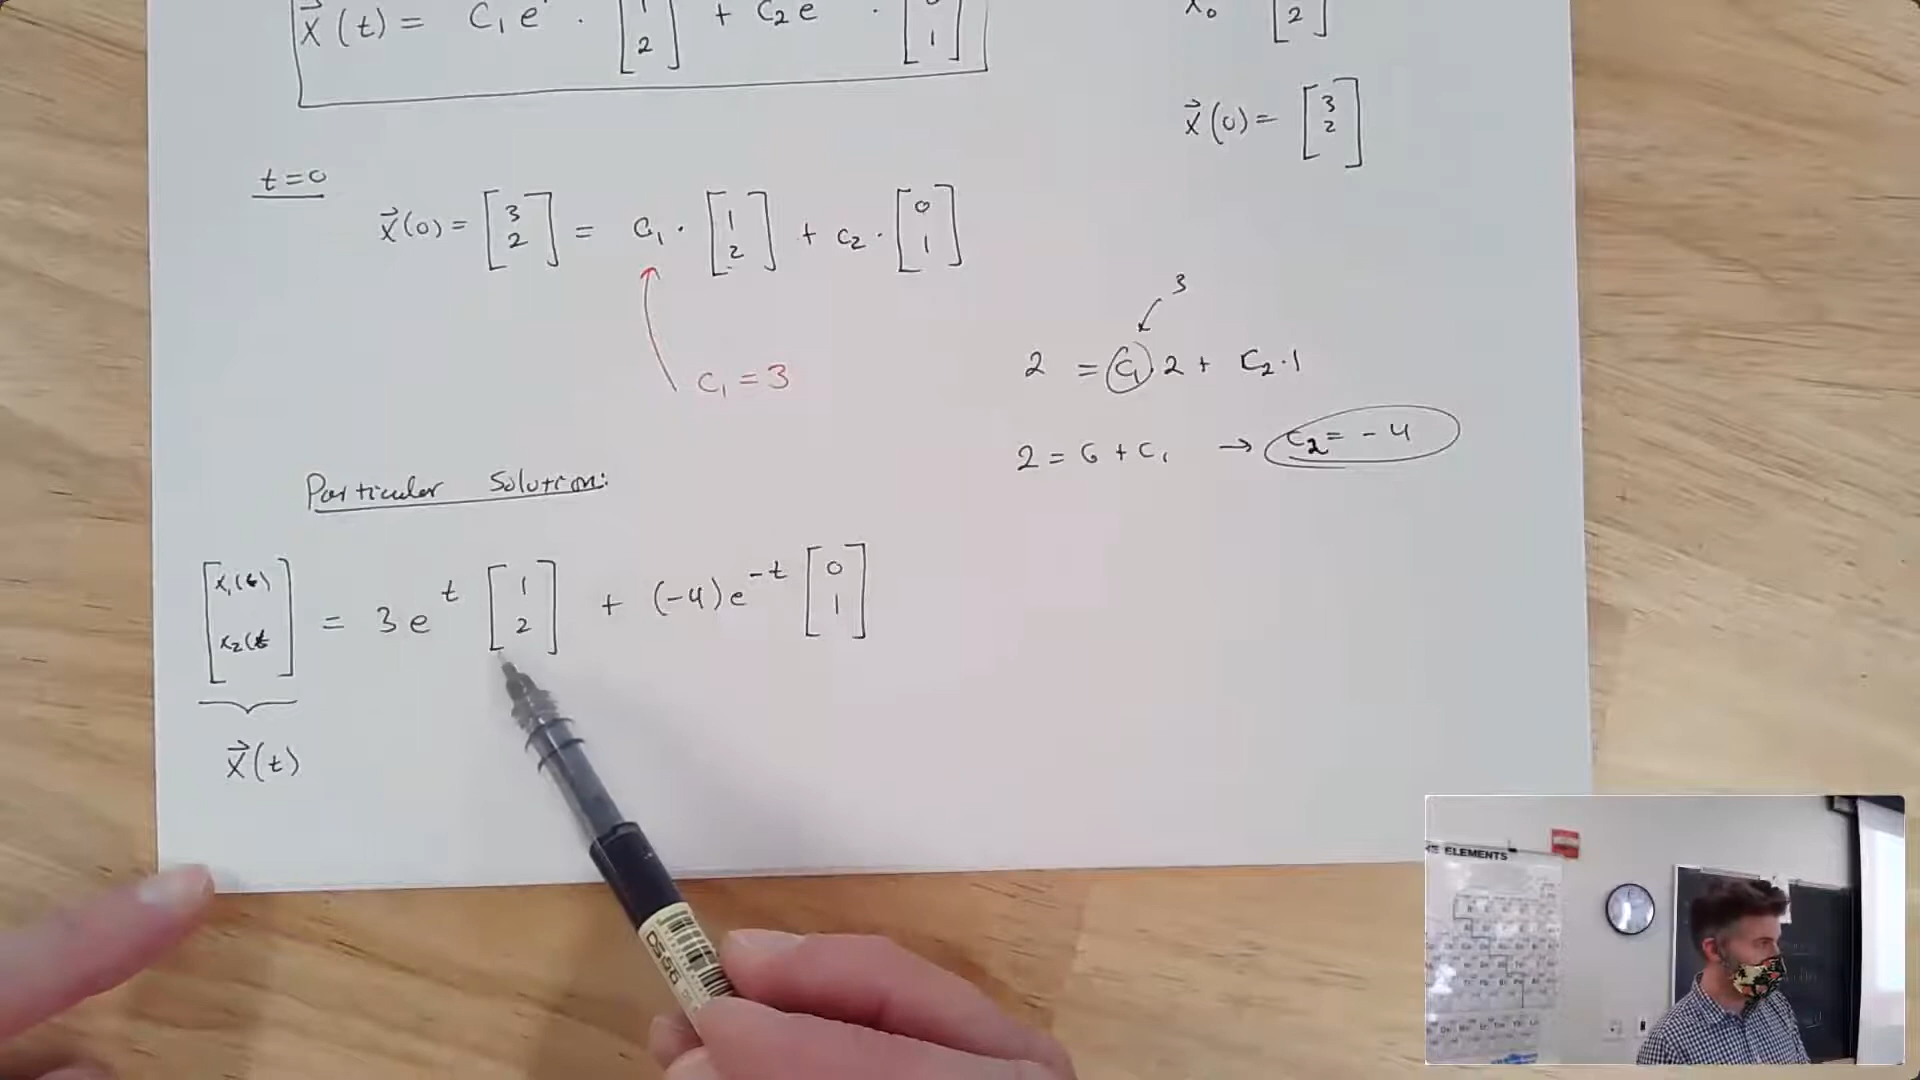 x⃗(t) = C₁e · [1 2] + C₂e · [0 1]
x₀ [2]
x⃗(0) = [3 2]
t=0
x⃗(0) = [3 2] = C₁ · [1 2] + C₂ · [0 1]
3
2 = C₁ 2 + C₂·1
C₁ = 3
2 = 6 + C₁ → C₂ = -4
Particular Solution:
[x₁(t) x₂(t] = 3e^t [1 2] + (-4)e^-t [0 1]
x⃗(t)
ELEMENTS